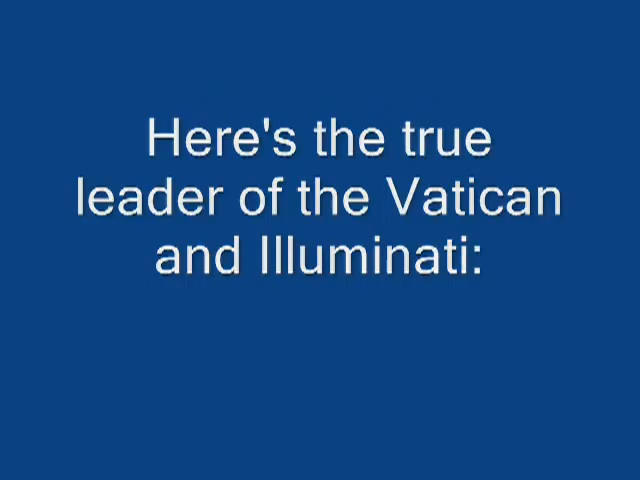 Here's the true
leader of the Vatican
and Illuminati: